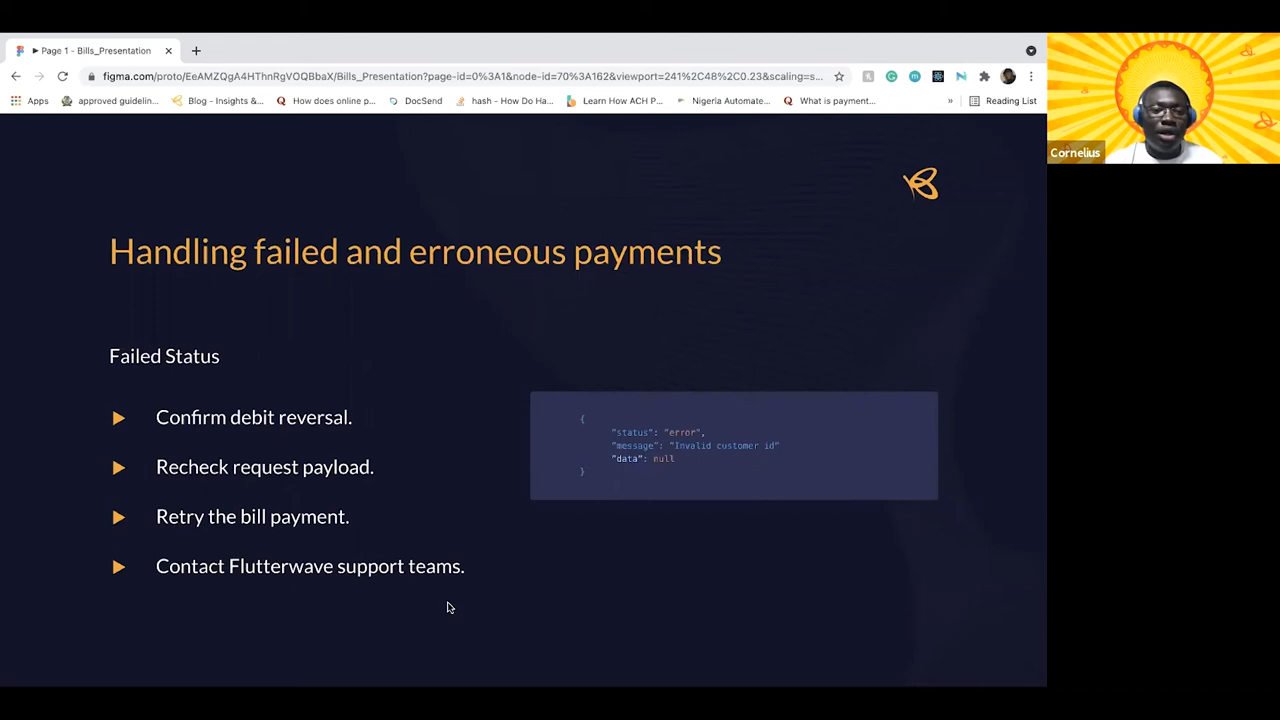 Page 1 - Bills_Presentation
figma.com/proto/EeAMZQgA4HThnRgVOQBbaX/Bills_Presentation?page-id=0%3A1&node-id=70%3A162&viewport=241%2C48%2C0.23&scaling=s...
Apps approved guidelin... Blog - Insights &... How does online p... DocSend hash - How Do Ha... Learn How ACH P... Nigeria Automate... What is payment... » Reading List
Cornelius
Handling failed and erroneous payments
Failed Status
Confirm debit reversal.
Recheck request payload.
Retry the bill payment.
Contact Flutterwave support teams.
{
"status": "error",
"message": "Invalid customer id"
"data": null
}